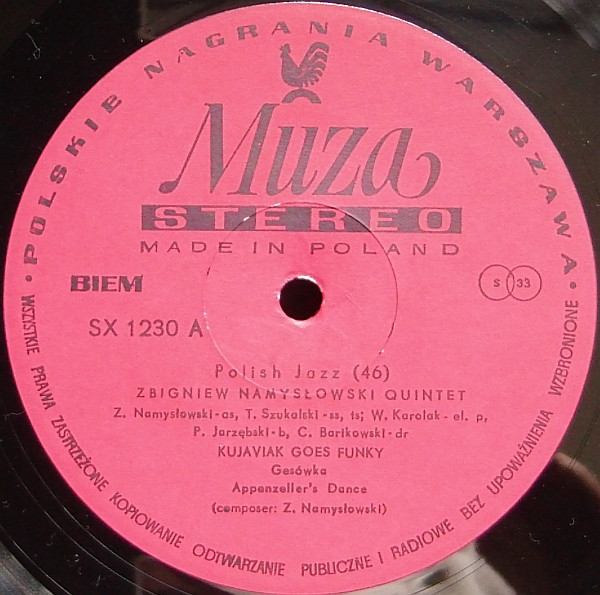 • POLSKIE NAGRANIA WARSZAWA •
Muza
STEREO
MADE IN POLAND
BIEM
S 33
SX 1230 A
Polish Jazz (46)
ZBIGNIEW NAMYSŁOWSKI QUINTET
Z. Namysłowski-as, T. Szukalski-ss, ts; W. Karolak-el. p,
P. Jarzębski-b, C. Bartkowski-dr
KUJAVIAK GOES FUNKY
Gesówka
Appenzeller's Dance
(composer: Z. Namysłowski)
WSZYSTKIE PRAWA ZASTRZEŻONE KOPIOWANIE ODTWARZANIE PUBLICZNE I RADIOWE BEZ UPOWAŻNIENIA WZBRONIONE